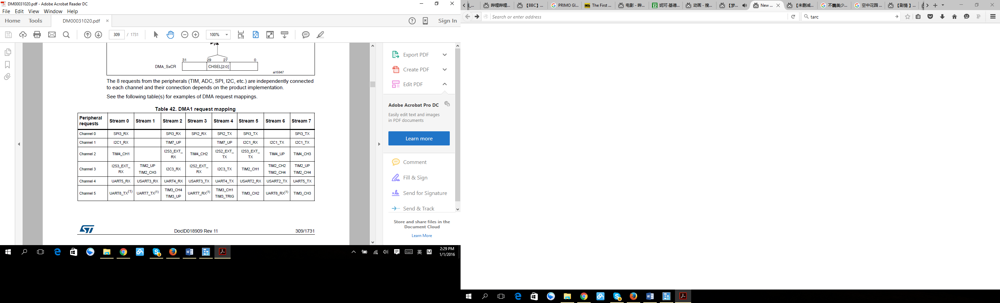 DM00031020.pdf - Adobe Acrobat Reader DC
File Edit View Window Help
Home Tools DM00031020.pdf × Sign In
309 / 1731 100%
31 29 27 0
DMA_SxCR CHSEL[2:0]
ai15947
The 8 requests from the peripherals (TIM, ADC, SPI, I2C, etc.) are independently connected
to each channel and their connection depends on the product implementation.
See the following table(s) for examples of DMA request mappings.
Table 42. DMA1 request mapping
Peripheral requests Stream 0 Stream 1 Stream 2 Stream 3 Stream 4 Stream 5 Stream 6 Stream 7
Channel 0 SPI3_RX SPI3_RX SPI2_RX SPI2_TX SPI3_TX SPI3_TX
Channel 1 I2C1_RX TIM7_UP TIM7_UP I2C1_RX I2C1_TX I2C1_TX
Channel 2 TIM4_CH1 I2S3_EXT_RX TIM4_CH2 I2S2_EXT_TX I2S3_EXT_TX TIM4_UP TIM4_CH3
Channel 3 I2S3_EXT_RX TIM2_UP TIM2_CH3 I2C3_RX I2S2_EXT_RX I2C3_TX TIM2_CH1 TIM2_CH2 TIM2_CH4 TIM2_UP TIM2_CH4
Channel 4 UART5_RX USART3_RX UART4_RX USART3_TX UART4_TX USART2_RX USART2_TX UART5_TX
Channel 5 UART8_TX(1) UART7_TX(1) TIM3_CH4 TIM3_UP UART7_RX(1) TIM3_CH1 TIM3_TRIG TIM3_CH2 UART8_RX(1) TIM3_CH3
ST DocID018909 Rev 11 309/1731
Export PDF
Create PDF
Edit PDF
Adobe Acrobat Pro DC
Easily edit text and images
in PDF documents
Learn more
Comment
Fill & Sign
Send for Signature
Send & Track
Store and share files in the
Document Cloud
Learn More
英 M 2:29 PM
1/1/2016
哔哩哔哩... 【BBC】... PRIMO Gl... IMDb The First ... 电影 - 哔... 豆 妮可·基德... 动画 - 搜... 【梦... New ... 【未删减... 不羁美少... 空中花园 ... 【剧情 】...
Search or enter address tarc